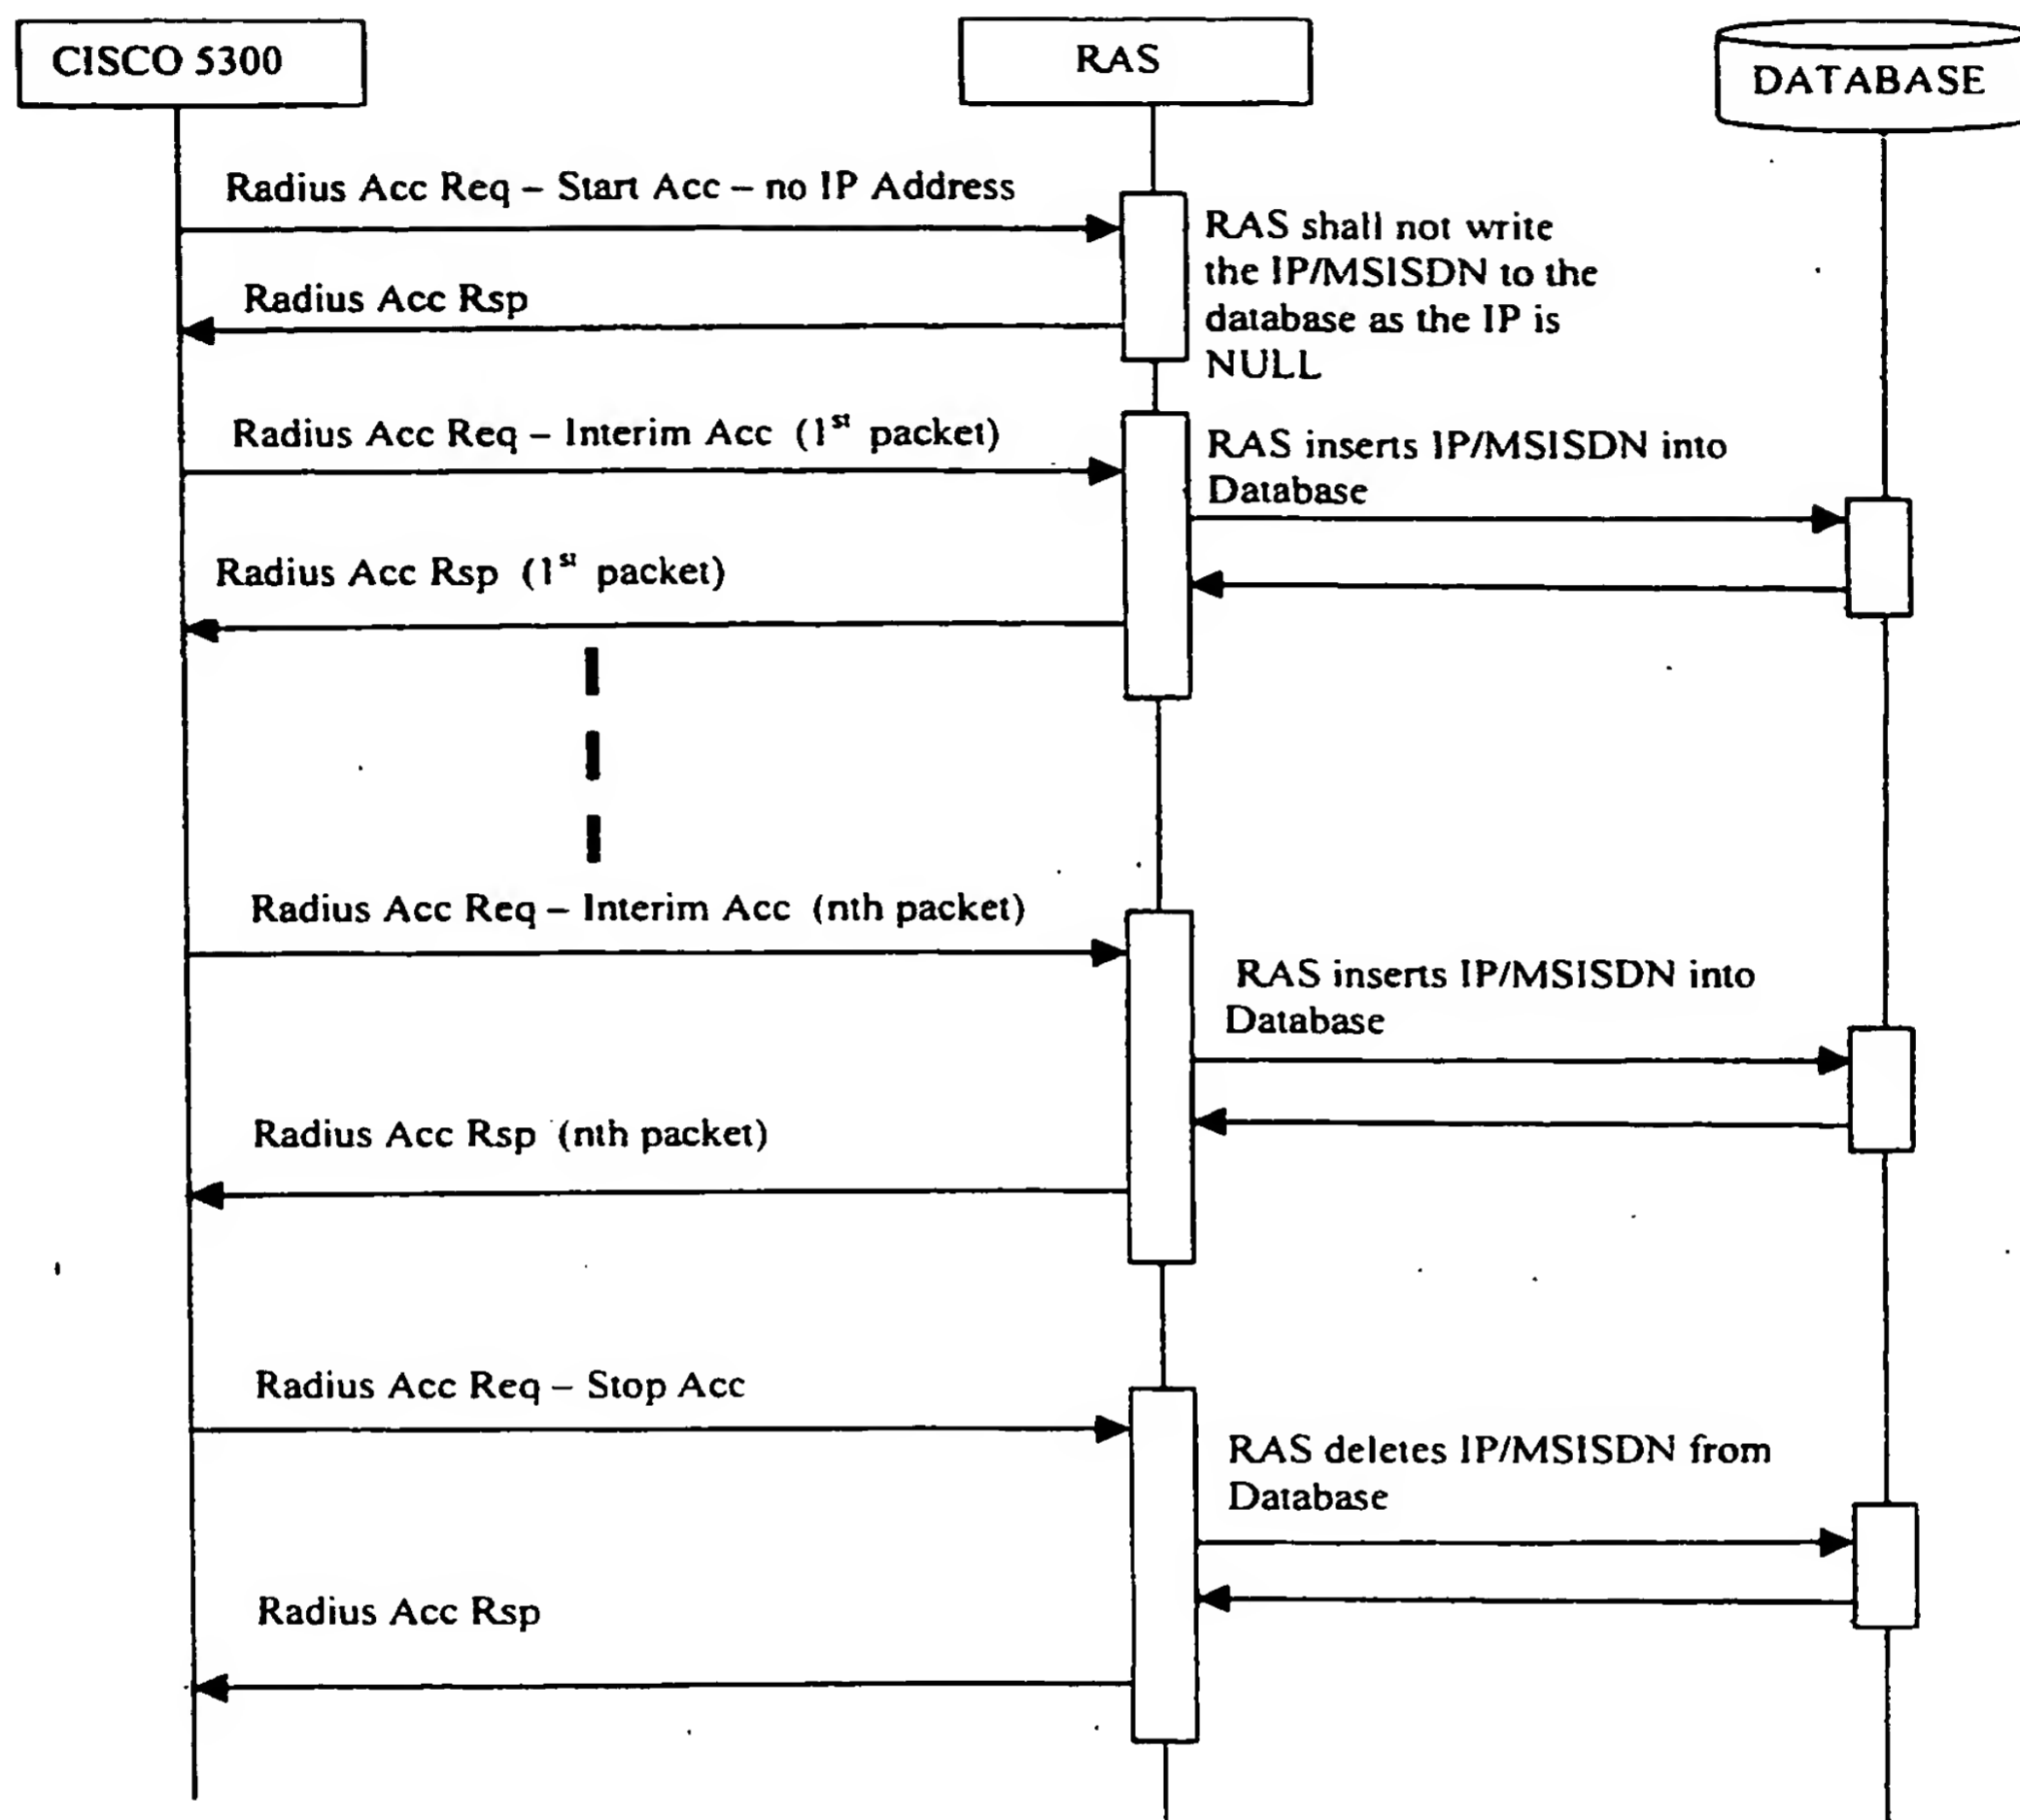 CISCO 5300
RAS
DATABASE
Radius Acc Req – Start Acc – no IP Address
RAS shall not write
the IP/MSISDN to the
database as the IP is
NULL
Radius Acc Rsp
Radius Acc Req – Interim Acc (1st packet)
RAS inserts IP/MSISDN into
Database
Radius Acc Rsp (1st packet)
Radius Acc Req – Interim Acc (nth packet)
RAS inserts IP/MSISDN into
Database
Radius Acc Rsp (nth packet)
Radius Acc Req – Stop Acc
RAS deletes IP/MSISDN from
Database
Radius Acc Rsp